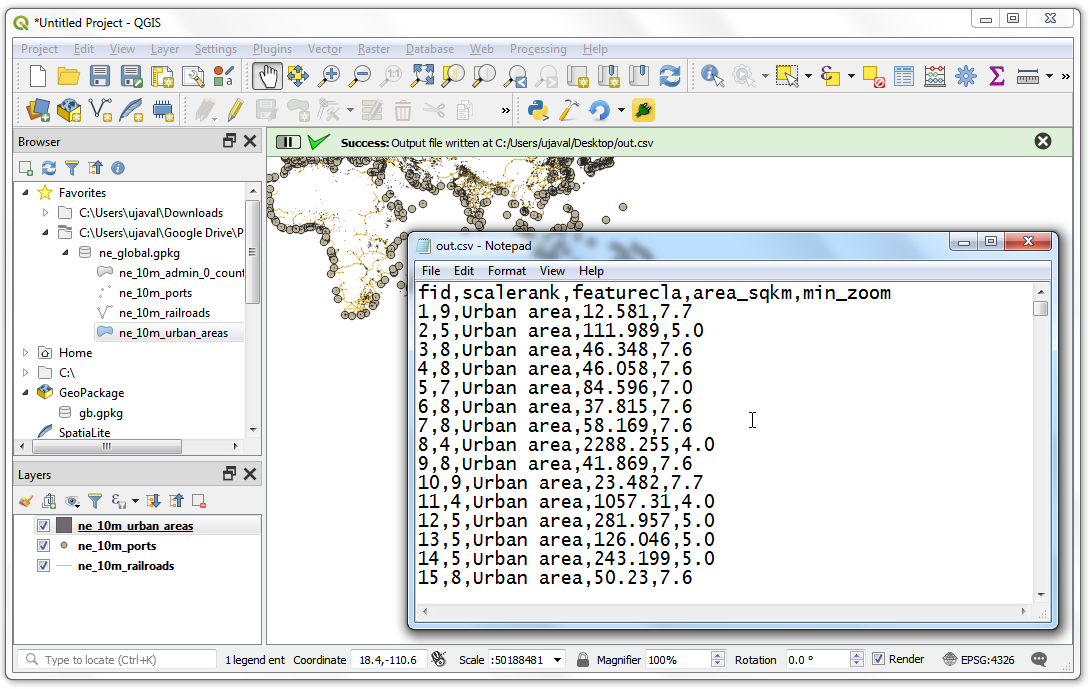 *Untitled Project - QGIS
Project Edit View Layer Settings Plugins Vector Raster Database Web Processing Help
Browser
Success: Output file written at C:/Users/ujaval/Desktop/out.csv
Favorites
C:\Users\ujaval\Downloads
C:\Users\ujaval\Google Drive\P
ne_global.gpkg
ne_10m_admin_0_count
ne_10m_ports
ne_10m_railroads
ne_10m_urban_areas
Home
C:\
GeoPackage
gb.gpkg
SpatiaLite
Layers
ne_10m_urban_areas
ne_10m_ports
ne_10m_railroads
out.csv - Notepad
File Edit Format View Help
fid,scalerank,featurecla,area_sqkm,min_zoom
1,9,Urban area,12.581,7.7
2,5,Urban area,111.989,5.0
3,8,Urban area,46.348,7.6
4,8,Urban area,46.058,7.6
5,7,Urban area,84.596,7.0
6,8,Urban area,37.815,7.6
7,8,Urban area,58.169,7.6
8,4,Urban area,2288.255,4.0
9,8,Urban area,41.869,7.6
10,9,Urban area,23.482,7.7
11,4,Urban area,1057.31,4.0
12,5,Urban area,281.957,5.0
13,5,Urban area,126.046,5.0
14,5,Urban area,243.199,5.0
15,8,Urban area,50.23,7.6
Type to locate (Ctrl+K) 1 legend ent Coordinate 18.4,-110.6 Scale :50188481 Magnifier 100% Rotation 0.0 ° Render EPSG:4326